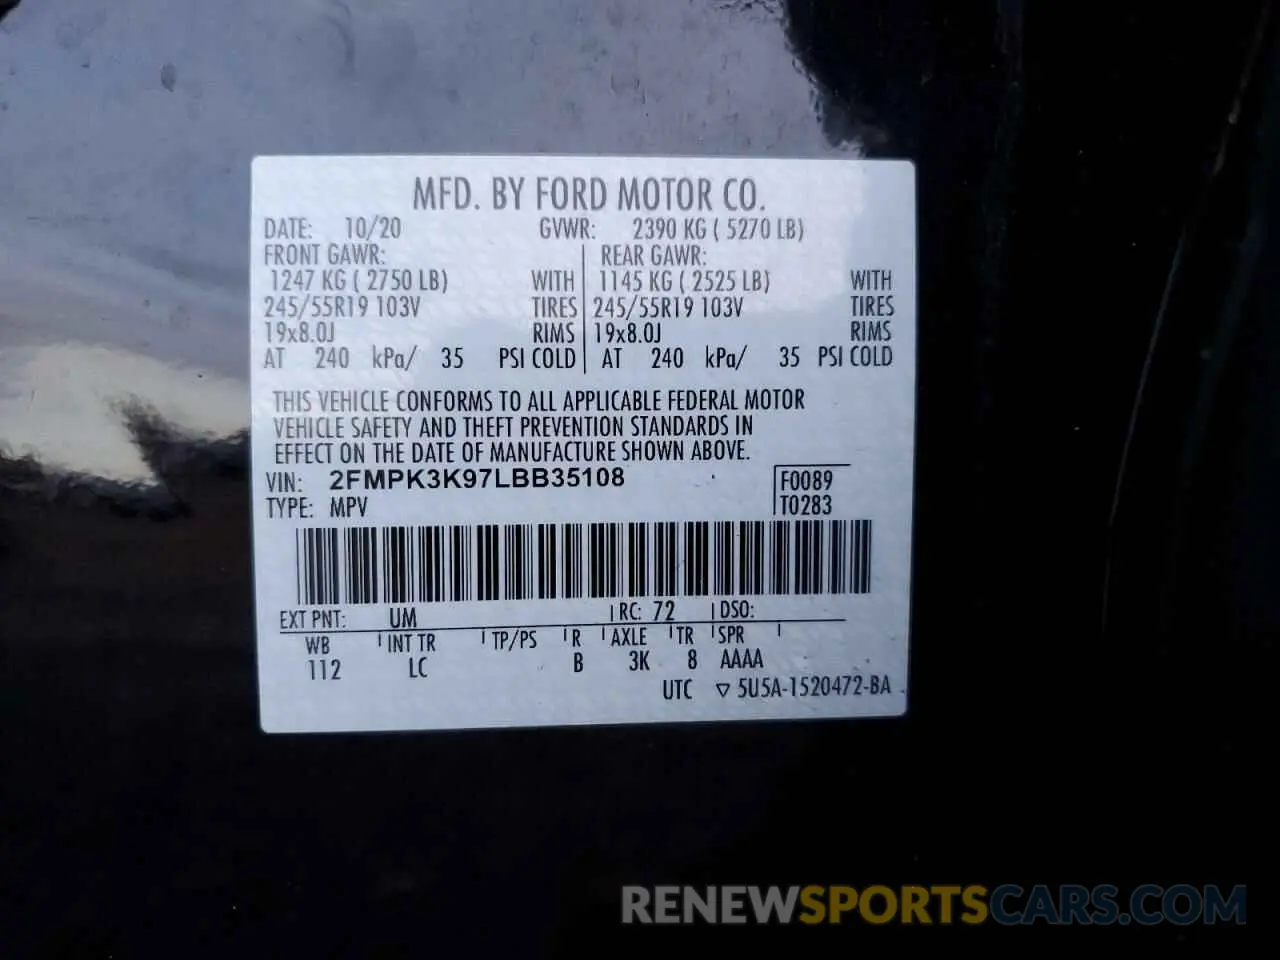 MFD. BY FORD MOTOR CO.
DATE: 10/20 GVWR: 2390 KG ( 5270 LB)
FRONT GAWR: REAR GAWR:
1247 KG ( 2750 LB) WITH 1145 KG ( 2525 LB) WITH
245/55R19 103V TIRES 245/55R19 103V TIRES
19x8.0J RIMS 19x8.0J RIMS
AT 240 kPa/ 35 PSI COLD AT 240 kPa/ 35 PSI COLD
THIS VEHICLE CONFORMS TO ALL APPLICABLE FEDERAL MOTOR
VEHICLE SAFETY AND THEFT PREVENTION STANDARDS IN
EFFECT ON THE DATE OF MANUFACTURE SHOWN ABOVE.
VIN: 2FMPK3K97LBB35108 F0089
TYPE: MPV T0283
EXT PNT: UM RC: 72 DSO:
WB INT TR TP/PS R AXLE TR SPR
112 LC B 3K 8 AAAA
UTC ▽ 5U5A-1520472-BA
RENEWSPORTSCARS.COM